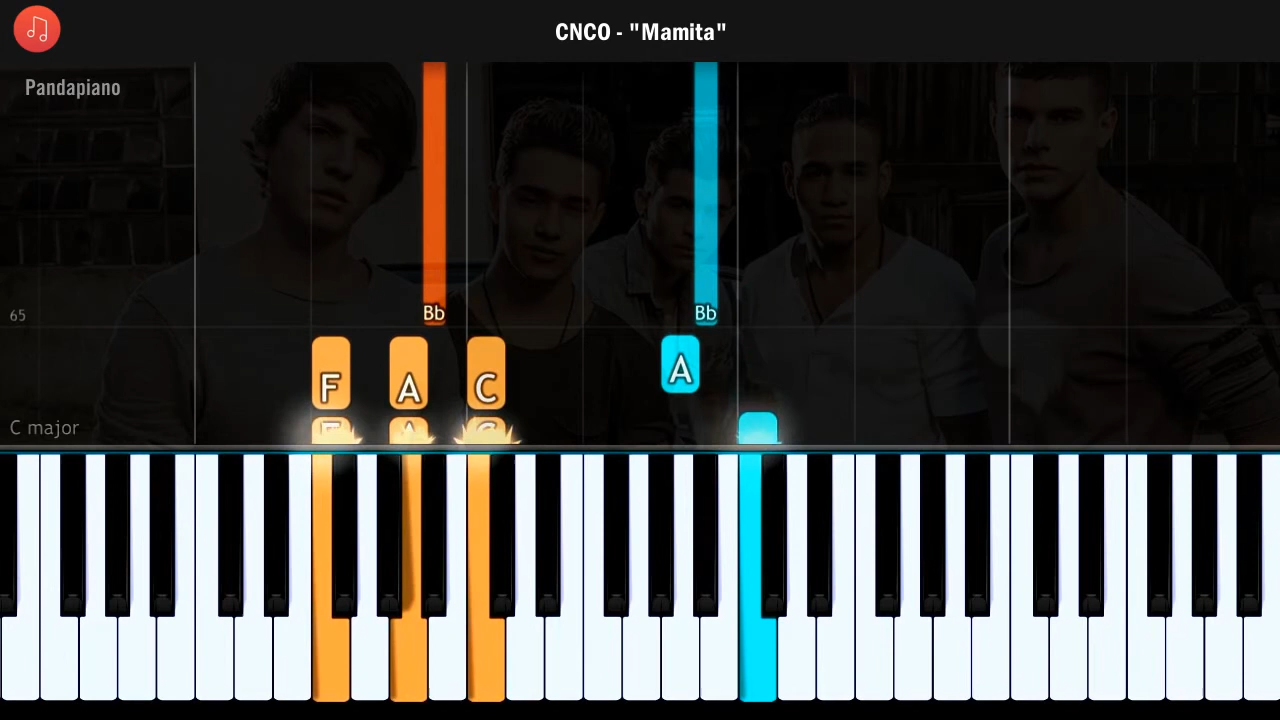 CNCO - "Mamita"
Pandapiano
Bb
Bb
65
F A C
A
C major
F A C